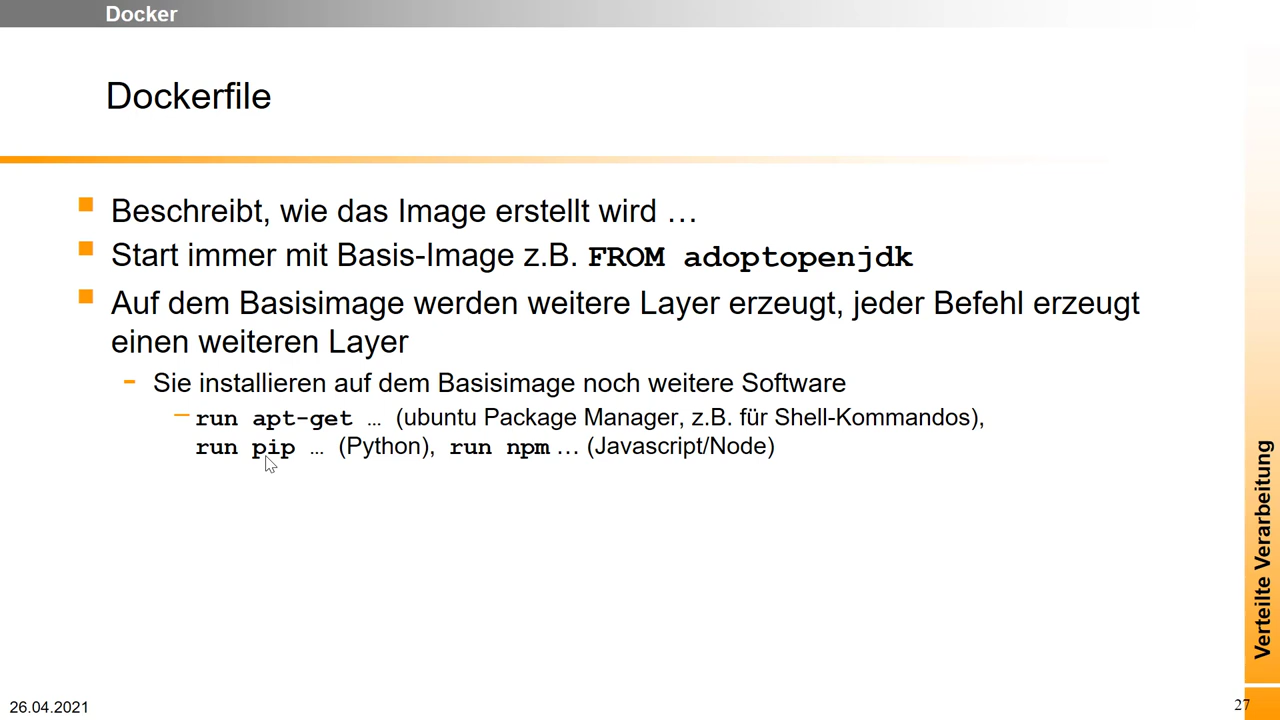 Docker
Dockerfile
Beschreibt, wie das Image erstellt wird …
Start immer mit Basis-Image z.B. FROM adoptopenjdk
Auf dem Basisimage werden weitere Layer erzeugt, jeder Befehl erzeugt
einen weiteren Layer
Sie installieren auf dem Basisimage noch weitere Software
run apt-get … (ubuntu Package Manager, z.B. für Shell-Kommandos),
run pip … (Python), run npm … (Javascript/Node)
Verteilte Verarbeitung
26.04.2021
27